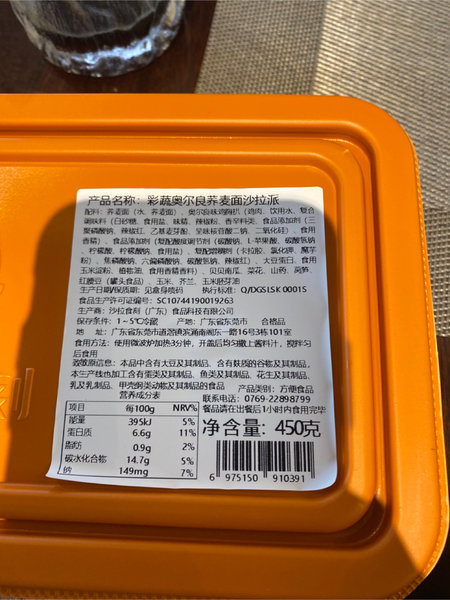 产品名称：彩蔬奥尔良荞麦面沙拉派
配料：荞麦面（水、荞麦面）、奥尔良味鸡胸扒（鸡肉、饮用水、复合
调味料（白砂糖、食用盐、味精、辣椒粉、香辛料类、食品添加剂（三
聚磷酸钠、辣椒红、乙基麦芽酚、呈味核苷酸二钠、二氧化硅）、食用
香精）、食品添加剂（复配酸度调节剂（碳酸钠、L-苹果酸、碳酸氢钠
、柠檬酸、柠檬酸钠、食用盐）、复配增稠剂（卡拉胶、氯化钾、魔芋
粉）、焦磷酸钠、六偏磷酸钠、碳酸氢钠、辣椒红）、大豆蛋白、食用
玉米淀粉、植物油、食用香精香料）、贝贝南瓜、菜花、山药、莴笋、
红腰豆（罐头食品）、玉米、芥兰、玉米胚芽油
生产日期/保质期：见盒身喷码 执行标准：Q/DGSLSK 0001S
食品生产许可证编号：SC10744190019263
生产商：沙拉食刻（广东）食品科技有限公司
保存条件：1~5℃冷藏 产地：广东省东莞市 合格品
地 址：广东省东莞市道滘镇滨涌南阁东一路16号3栋101室
食用方法：使用微波炉加热3分钟，开盖后均匀撒上酱料汁，搅拌匀
后食用
致敏原信息：本品中含有大豆及其制品、含有麸质的谷物及其制品；
本生产线也加工含有蛋类及其制品、鱼类及其制品、花生及其制品、
乳及乳制品、甲壳纲类动物及其制品的食品
产品类别：方便食品
营养成分表
联系电话：0769-22898799
项目 每100g NRV%
餐品请在出餐后1小时内食用完毕
能量 395kJ 5%
蛋白质 6.6g 11%
脂肪 0.9g 2%
碳水化合物 14.7g 5%
钠 149mg 7%
净含量：450克
6 975150 910391